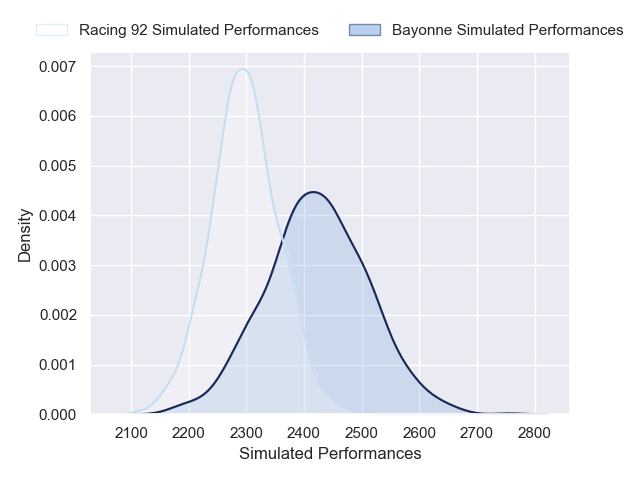 Racing 92 Simulated Performances
Bayonne Simulated Performances
0.007
0.006
0.005
0.004
0.003
0.002
0.001
0.000
Density
2100 2200 2300 2400 2500 2600 2700 2800
Simulated Performances